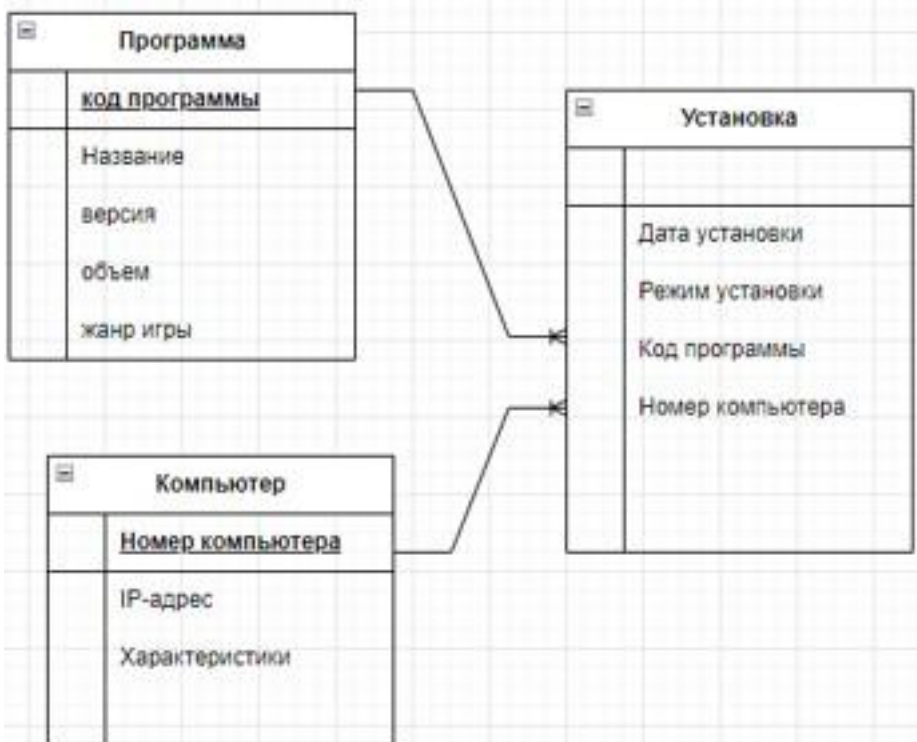 Программа
код программы
Название
версия
объем
жанр игры
Установка
Дата установки
Режим установки
Код программы
Номер компьютера
Компьютер
Номер компьютера
IP-адрес
Характеристики